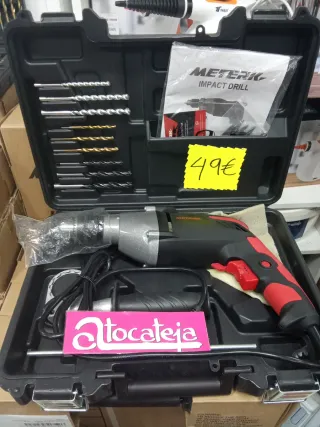 METERK
IMPACT DRILL
49€
atocateja